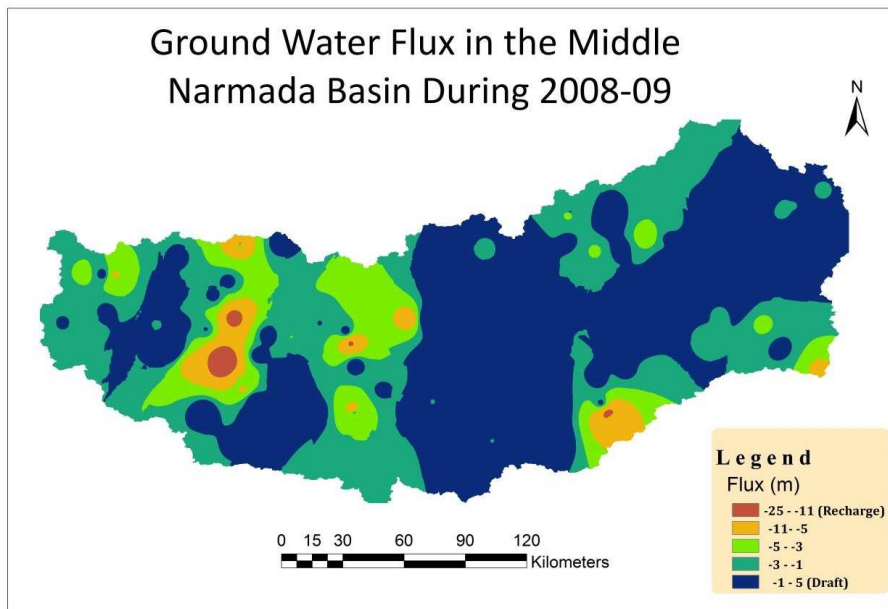 Ground Water Flux in the Middle
Narmada Basin During 2008-09
N
Legend
Flux (m)
-25 - -11 (Recharge)
-11- -5
-5 - -3
-3 - -1
-1 - 5 (Draft)
0 15 30 60 90 120
Kilometers